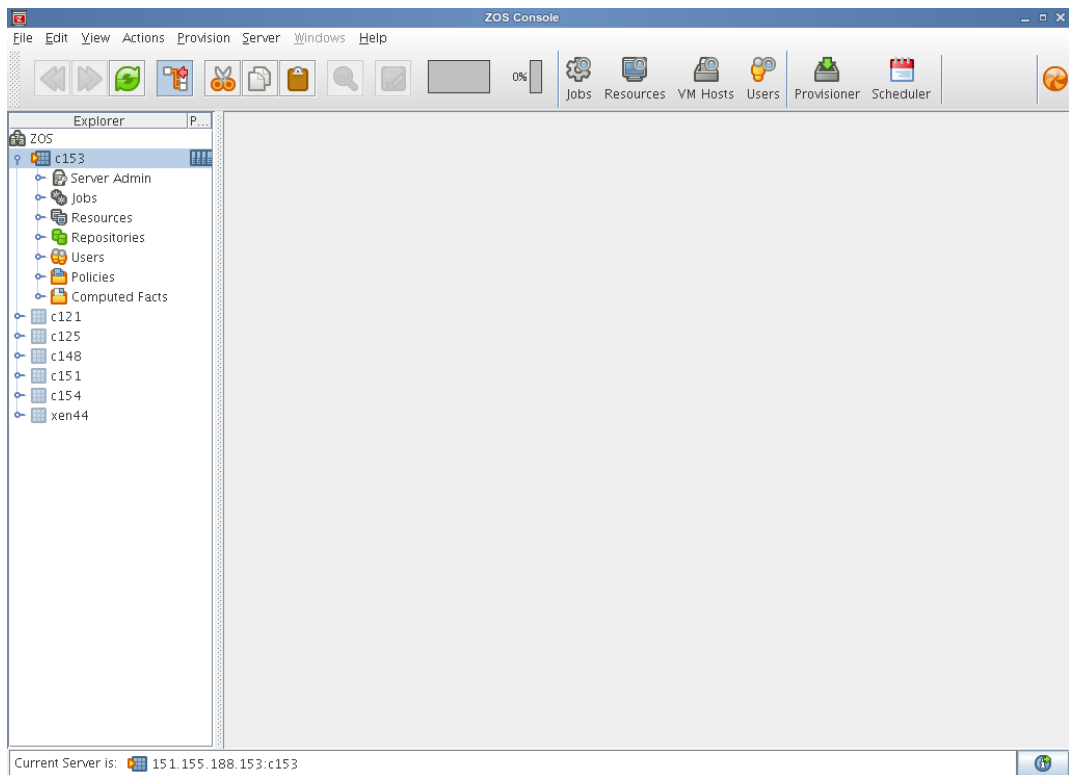 ZOS Console
File Edit View Actions Provision Server Windows Help
0%
Jobs Resources VM Hosts Users Provisioner Scheduler
Explorer P...
ZOS
c153
Server Admin
Jobs
Resources
Repositories
Users
Policies
Computed Facts
c121
c125
c148
c151
c154
xen44
Current Server is: 151.155.188.153:c153